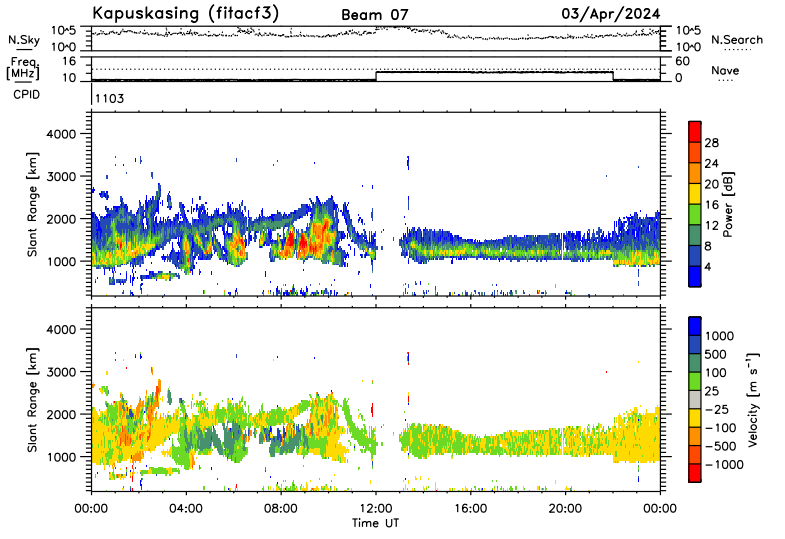 Kapuskasing (fitacf3) Beam 07 03/Apr/2024
N.Sky 10^5 10^0 10^5 10^0 N.Search
Freq. [MHz] 16 10 60 0 Nave
CPID 1103
Slant Range [km] 4000 3000 2000 1000
Power [dB] 28 24 20 16 12 8 4
Slant Range [km] 4000 3000 2000 1000
Velocity [m s^-1] 1000 500 100 25 -25 -100 -500 -1000
00:00 04:00 08:00 12:00 16:00 20:00 00:00
Time UT